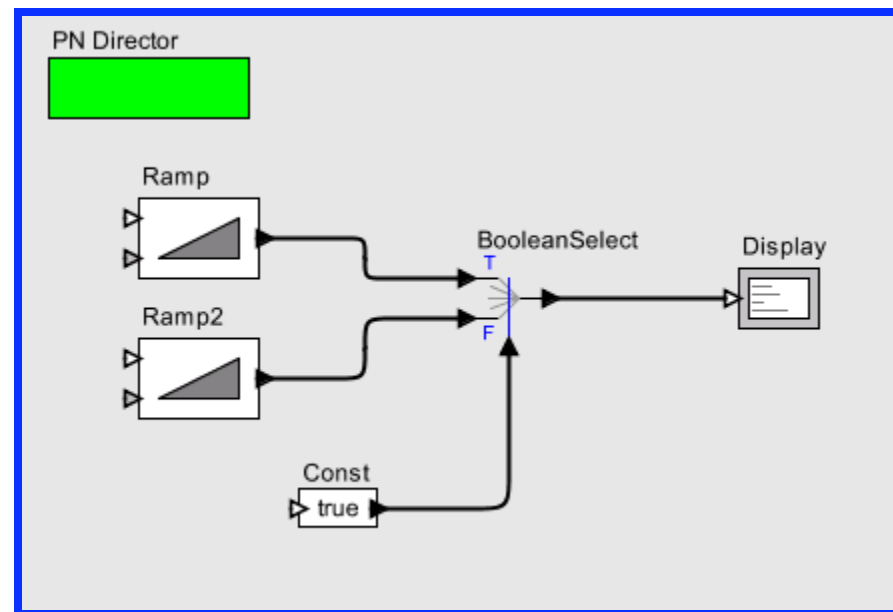 PN Director
Ramp
BooleanSelect
T
Display
Ramp2
F
Const
true